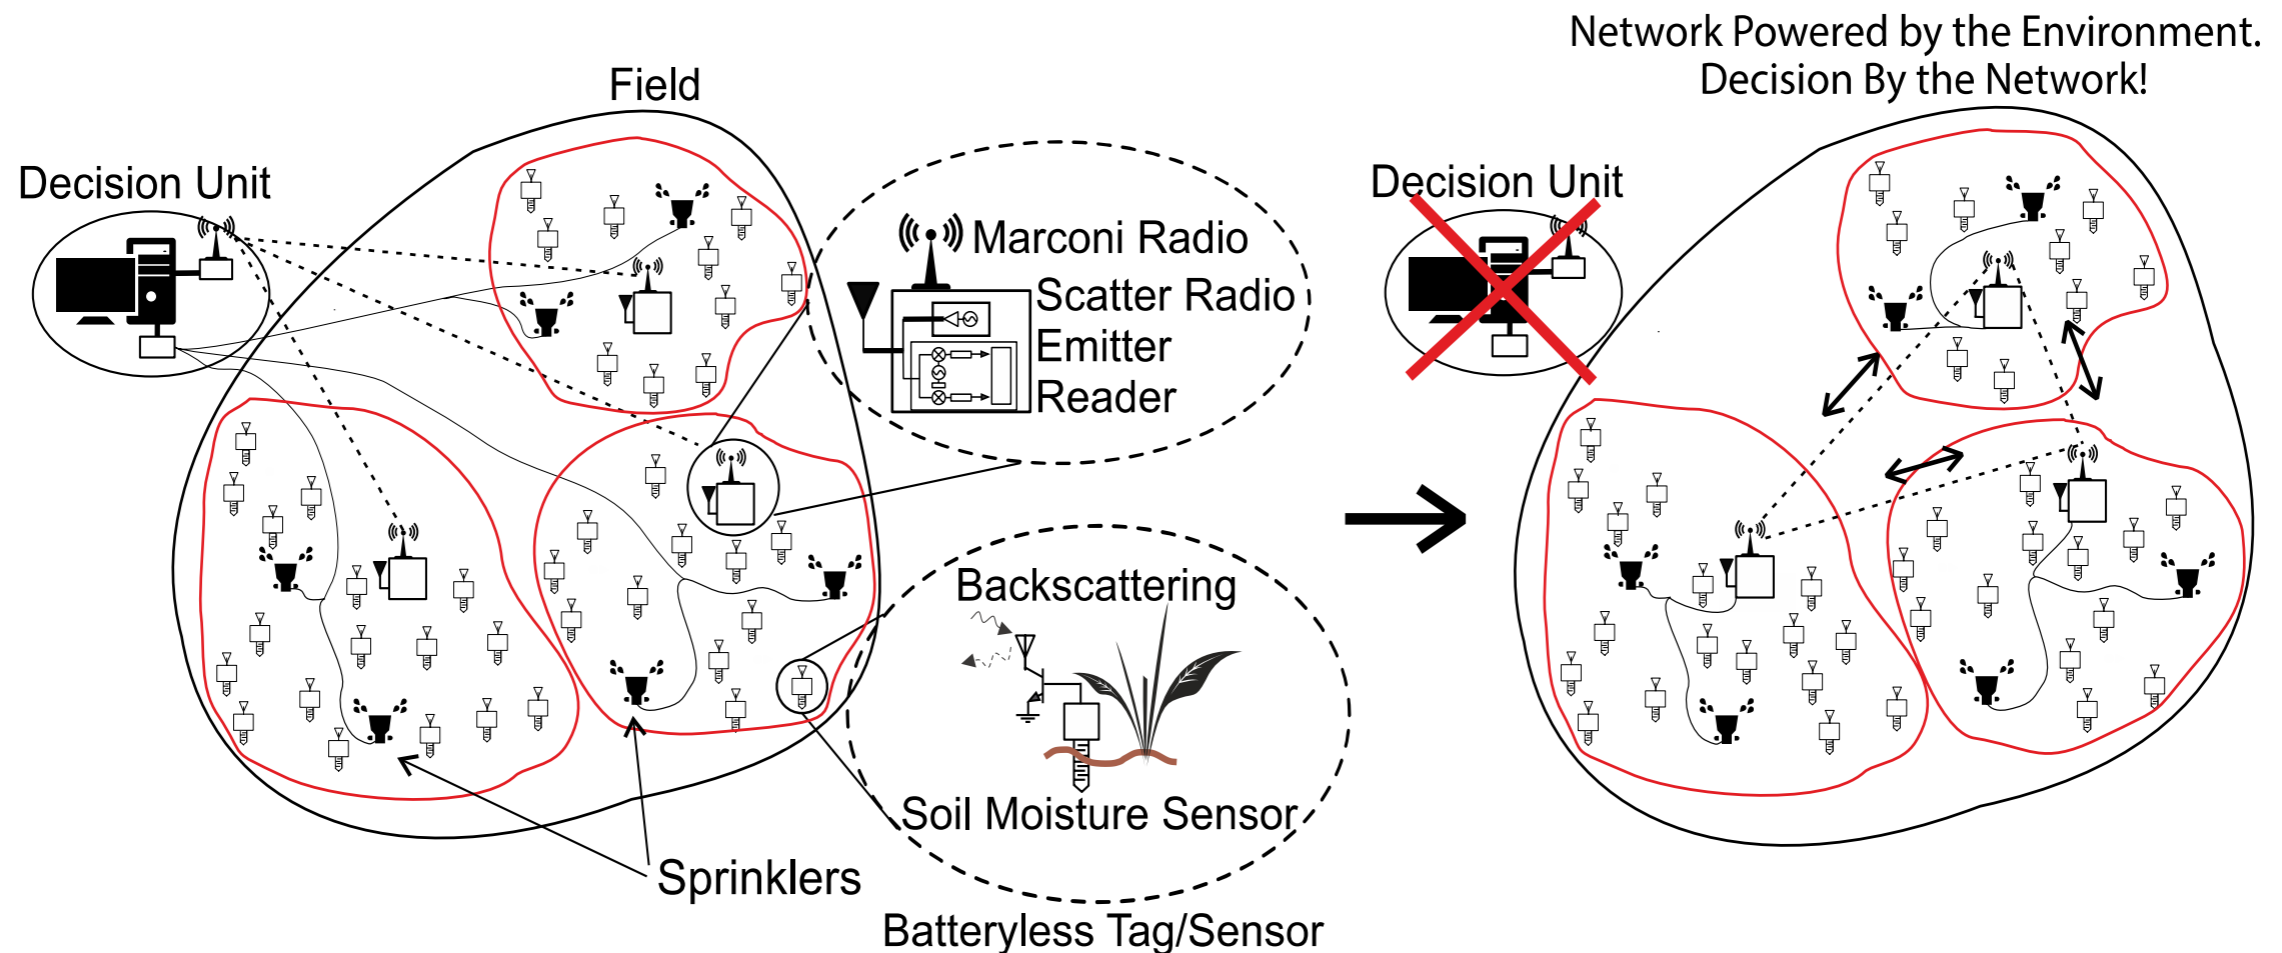 Network Powered by the Environment.
Decision By the Network!
Field
Decision Unit
Decision Unit
Marconi Radio
Scatter Radio
Emitter
Reader
Backscattering
Soil Moisture Sensor
Sprinklers
Batteryless Tag/Sensor